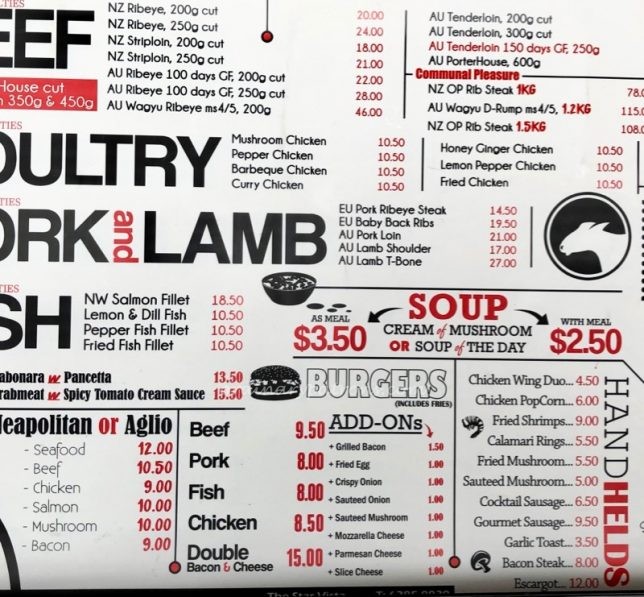 LTIES
EEF
House cut
n 350g & 450g
NZ Ribeye, 200g cut 20.00
NZ Ribeye, 250g cut 24.00
NZ Striploin, 200g cut 18.00
NZ Striploin, 250g cut 21.00
AU Ribeye 100 days GF, 200g cut 22.00
AU Ribeye 100 days GF, 250g cut 28.00
AU Wagyu Ribeye ms4/5, 200g 46.00
AU Tenderloin, 200g cut
AU Tenderloin, 300g cut
AU Tenderloin 150 days GF, 250g
AU PorterHouse, 600g
Communal Pleasure
NZ OP Rib Steak 1KG 78.0
AU Wagyu D-Rump ms4/5, 1.2KG 115.0
NZ OP Rib Steak 1.5KG 108.0
TIES
OULTRY
Mushroom Chicken 10.50
Pepper Chicken 10.50
Barbeque Chicken 10.50
Curry Chicken 10.50
Honey Ginger Chicken 10.50
Lemon Pepper Chicken 10.50
Fried Chicken 10.50
TIES
ORK and LAMB
EU Pork Ribeye Steak 14.50
EU Baby Back Ribs 19.50
AU Pork Loin 21.00
AU Lamb Shoulder 17.00
AU Lamb T-Bone 27.00
TIES
SH
NW Salmon Fillet 18.50
Lemon & Dill Fish 10.50
Pepper Fish Fillet 10.50
Fried Fish Fillet 10.50
SOUP
AS MEAL
$3.50
CREAM of MUSHROOM
OR SOUP of THE DAY
WITH MEAL
$2.50
abonara w Pancetta 13.50
rabmeat w Spicy Tomato Cream Sauce 15.50
Neapolitan or Aglio
- Seafood 12.00
- Beef 10.50
- Chicken 9.00
- Salmon 10.00
- Mushroom 10.00
- Bacon 9.00
BURGERS
(INCLUDES FRIES)
Beef 9.50
Pork 8.00
Fish 8.00
Chicken 8.50
Double
Bacon & Cheese 15.00
ADD-ONs
+ Grilled Bacon 1.50
+ Fried Egg 1.00
+ Crispy Onion 1.00
+ Sauteed Onion 1.00
+ Sauteed Mushroom 1.00
+ Mozzarella Cheese 1.00
+ Parmesan Cheese 1.00
+ Slice Cheese 1.00
HANDHELDS
Chicken Wing Duo... 4.50
Chicken PopCorn... 6.00
Fried Shrimps... 9.00
Calamari Rings... 5.50
Fried Mushroom... 5.50
Sauteed Mushroom... 5.00
Cocktail Sausage... 6.50
Gourmet Sausage... 9.50
Garlic Toast... 3.50
Bacon Steak... 8.00
Escargot... 12.00